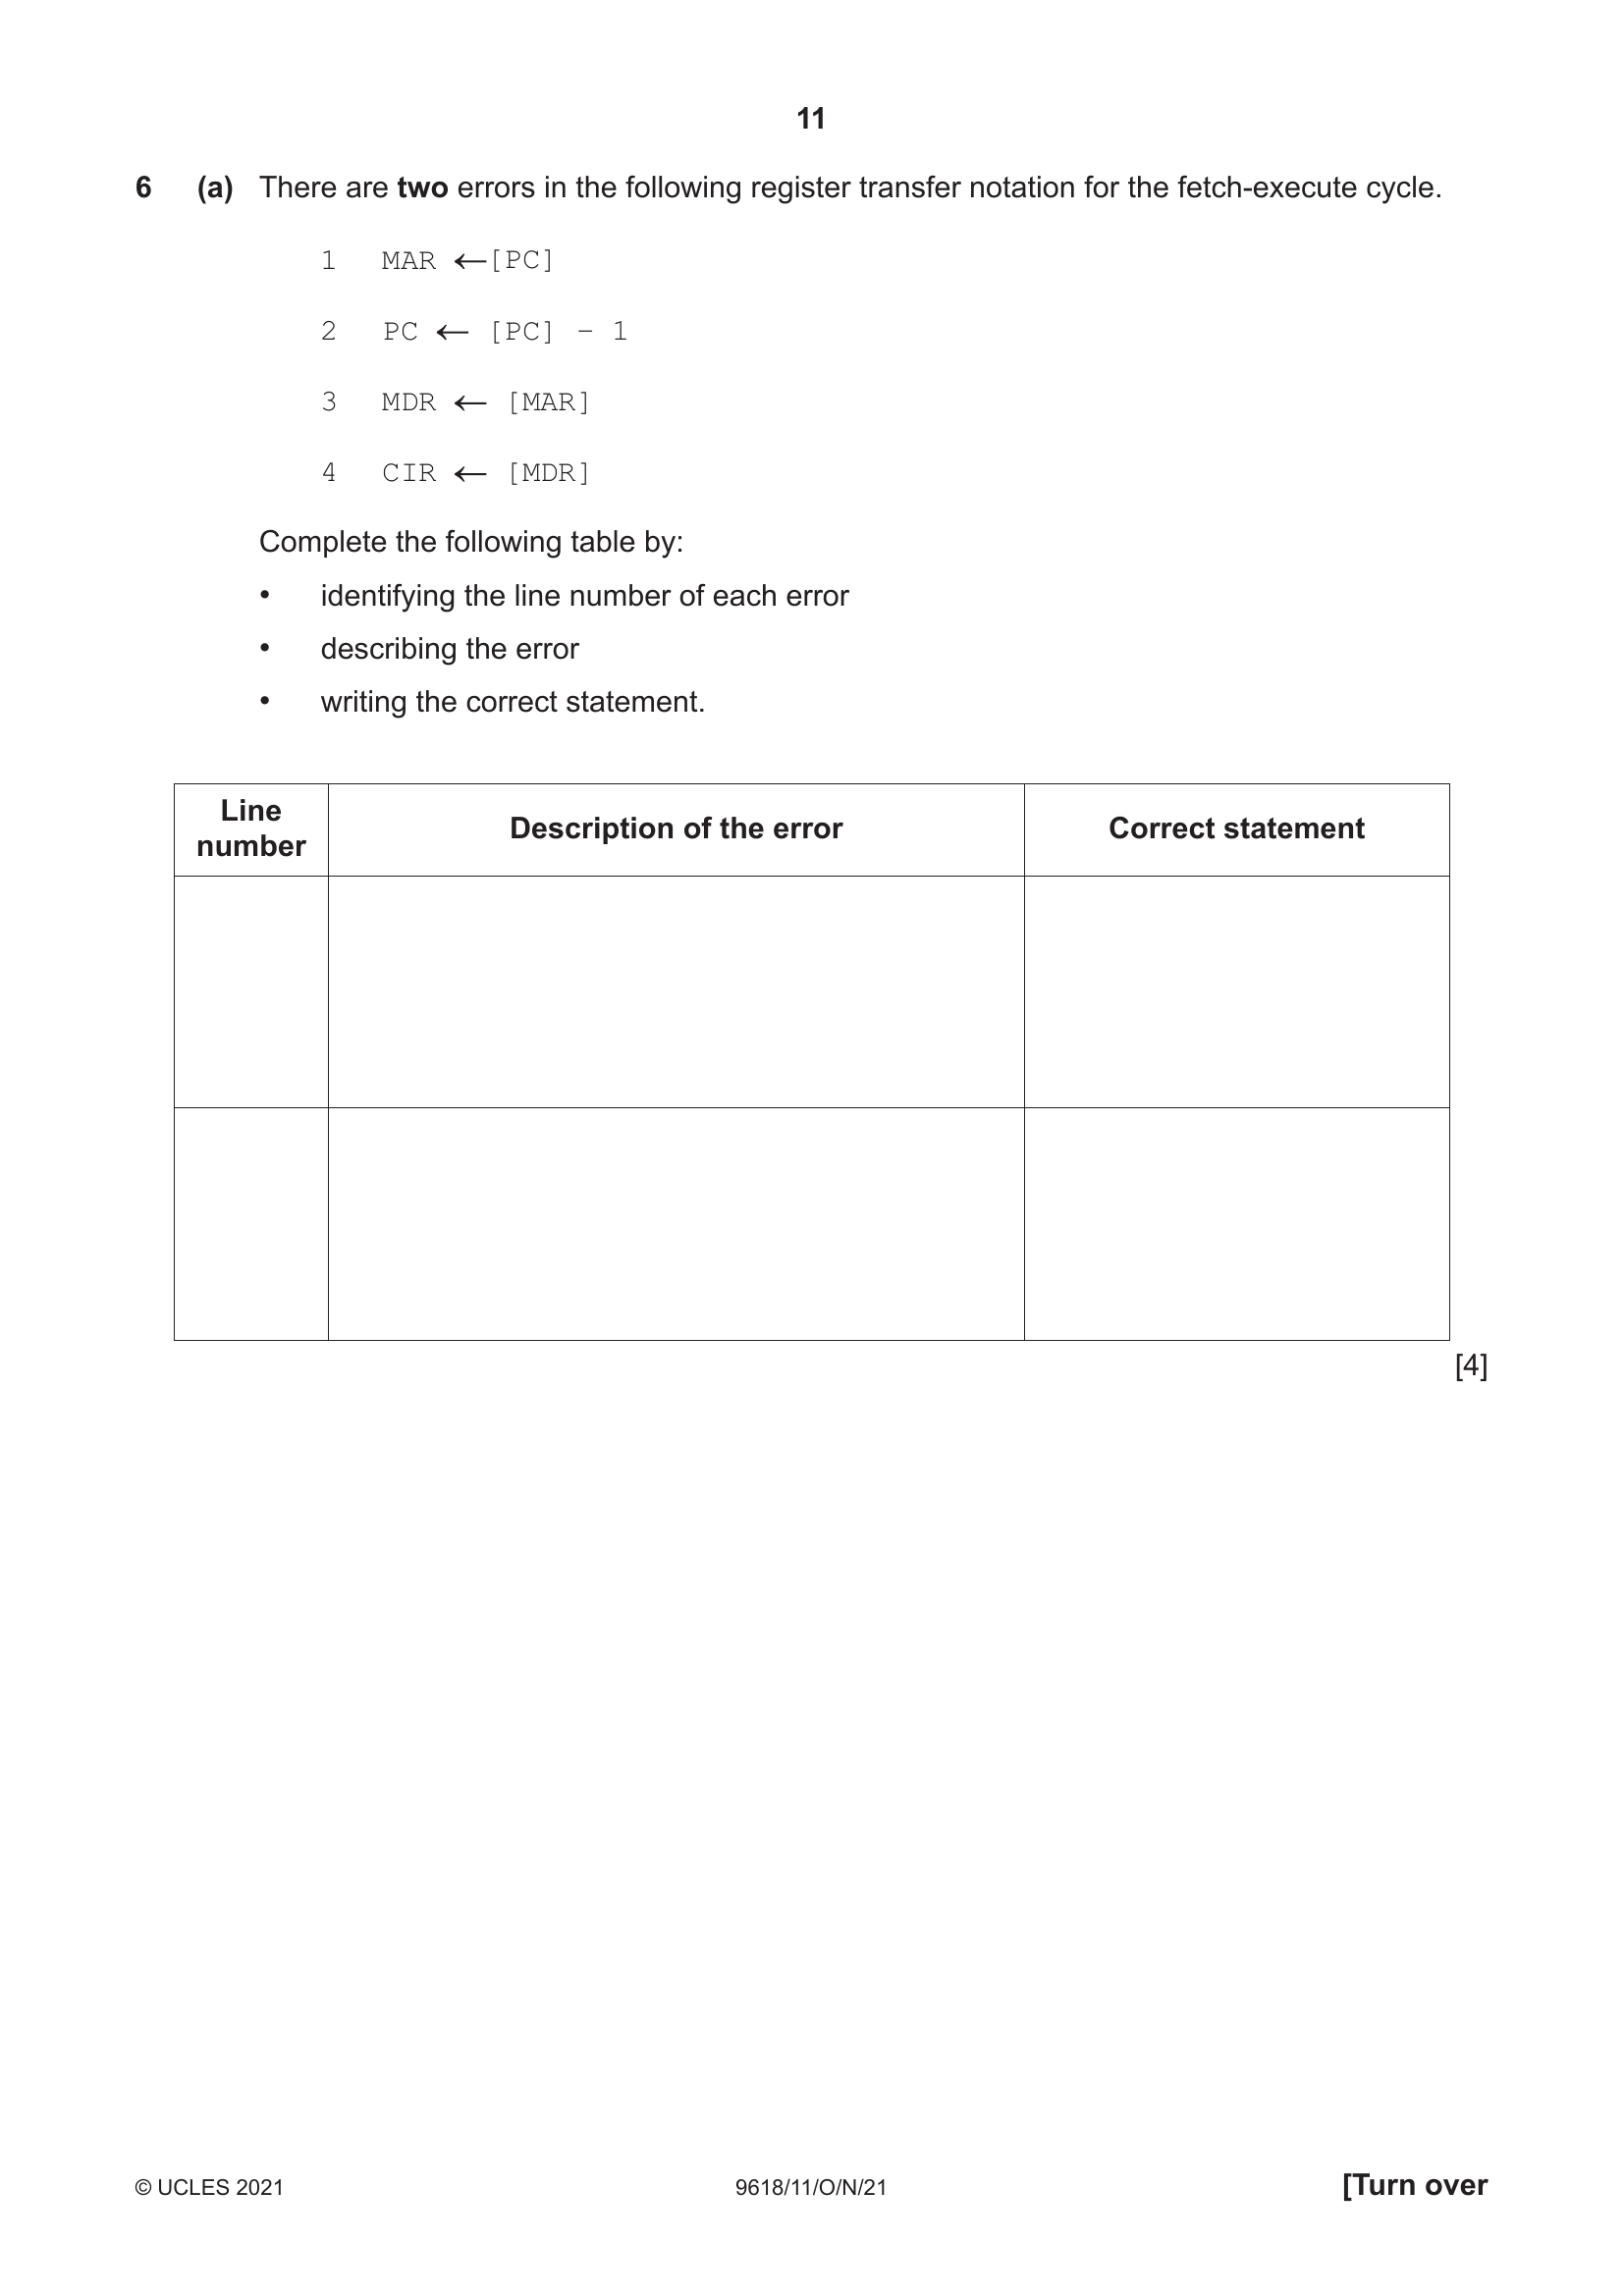 11
6 (a) There are two errors in the following register transfer notation for the fetch-execute cycle.
1 MAR ←[PC]
2 PC ← [PC] – 1
3 MDR ← [MAR]
4 CIR ← [MDR]
Complete the following table by:
• identifying the line number of each error
• describing the error
• writing the correct statement.
Line number Description of the error Correct statement
[4]
© UCLES 2021 9618/11/O/N/21 [Turn over